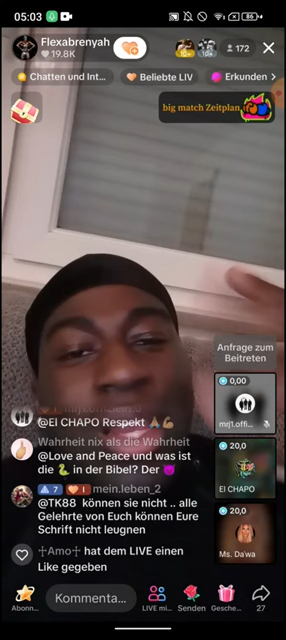 05:03
86
Flexabrenyah
19.8K
172
Chatten und Int...
Beliebte LIV
Erkunden
big match Zeitplan
Anfrage zum
Beitreten
0,00
mrj1.offi...
20,0
El CHAPO
20,0
Ms. Da'wa
@El CHAPO Respekt
Wahrheit nix als die Wahrheit
@Love and Peace und was ist
die 🐍 in der Bibel? Der 😈
7 1 mein.leben_2
@TK88 können sie nicht .. alle
Gelehrte von Euch können Eure
Schrift nicht leugnen
✝Amo✝ hat dem LIVE einen
Like gegeben
Abonn...
Kommenta...
LIVE mi...
Senden
Gesche...
27